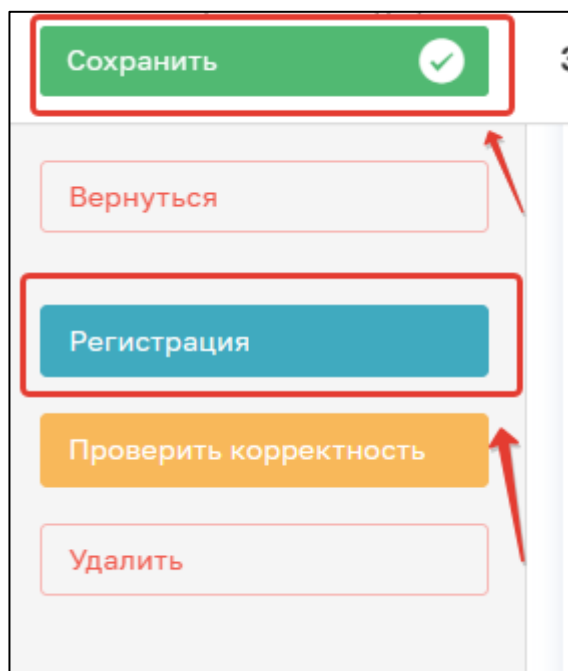 Сохранить
Вернуться
Регистрация
Проверить корректность
Удалить